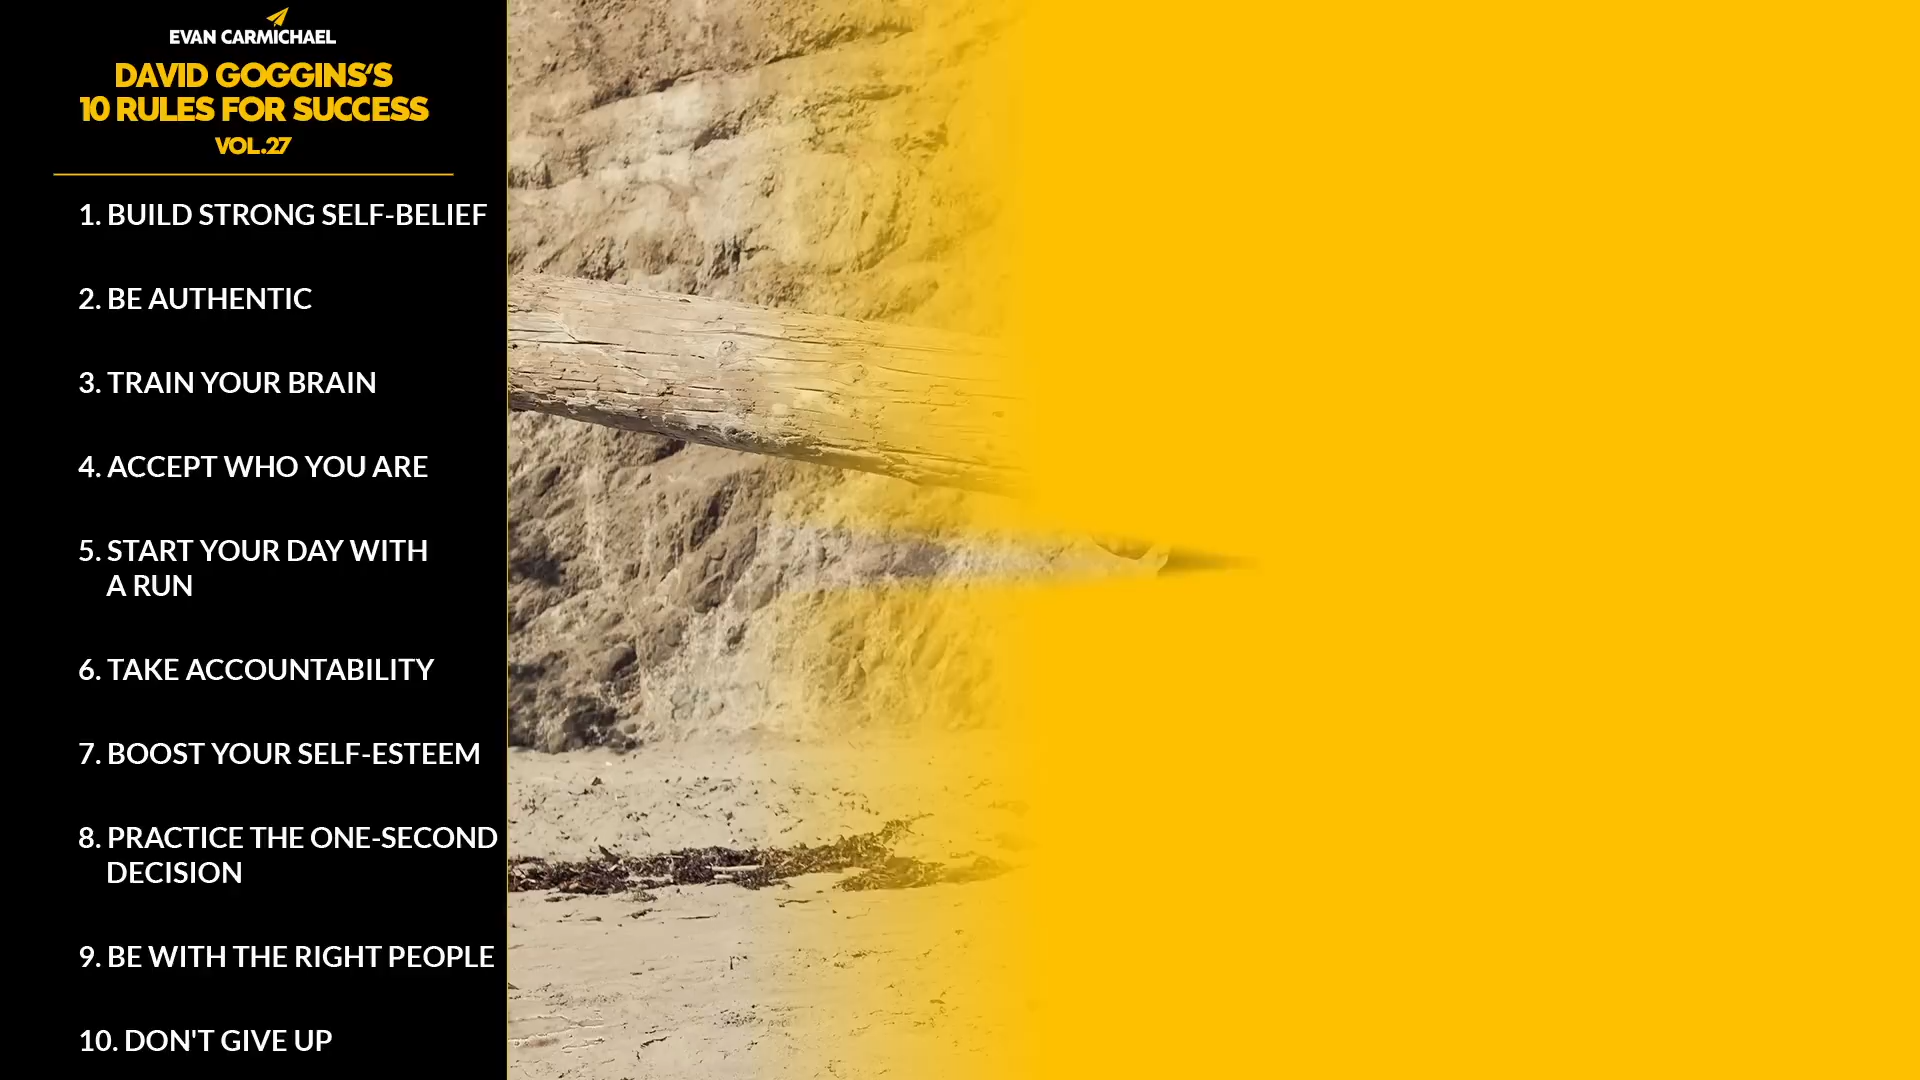 EVAN CARMICHAEL
DAVID GOGGINS'S
10 RULES FOR SUCCESS
VOL.27
1. BUILD STRONG SELF-BELIEF
2. BE AUTHENTIC
3. TRAIN YOUR BRAIN
4. ACCEPT WHO YOU ARE
5. START YOUR DAY WITH
A RUN
6. TAKE ACCOUNTABILITY
7. BOOST YOUR SELF-ESTEEM
8. PRACTICE THE ONE-SECOND
DECISION
9. BE WITH THE RIGHT PEOPLE
10. DON'T GIVE UP